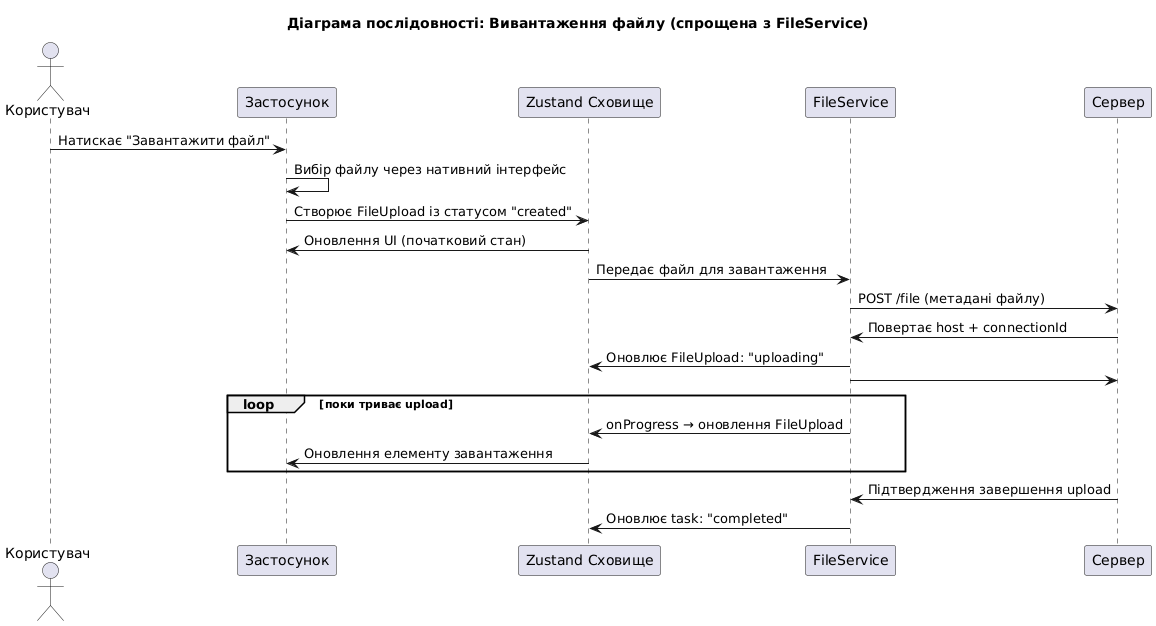 Діаграма послідовності: Вивантаження файлу (спрощена з FileService)
Користувач
Застосунок
Zustand Сховище
FileService
Сервер
Натискає "Завантажити файл"
Вибір файлу через нативний інтерфейс
Створює FileUpload із статусом "created"
Оновлення UI (початковий стан)
Передає файл для завантаження
POST /file (метадані файлу)
Повертає host + connectionId
Оновлює FileUpload: "uploading"
loop [поки триває upload]
onProgress → оновлення FileUpload
Оновлення елементу завантаження
Підтвердження завершення upload
Оновлює task: "completed"
Користувач
Застосунок
Zustand Сховище
FileService
Сервер